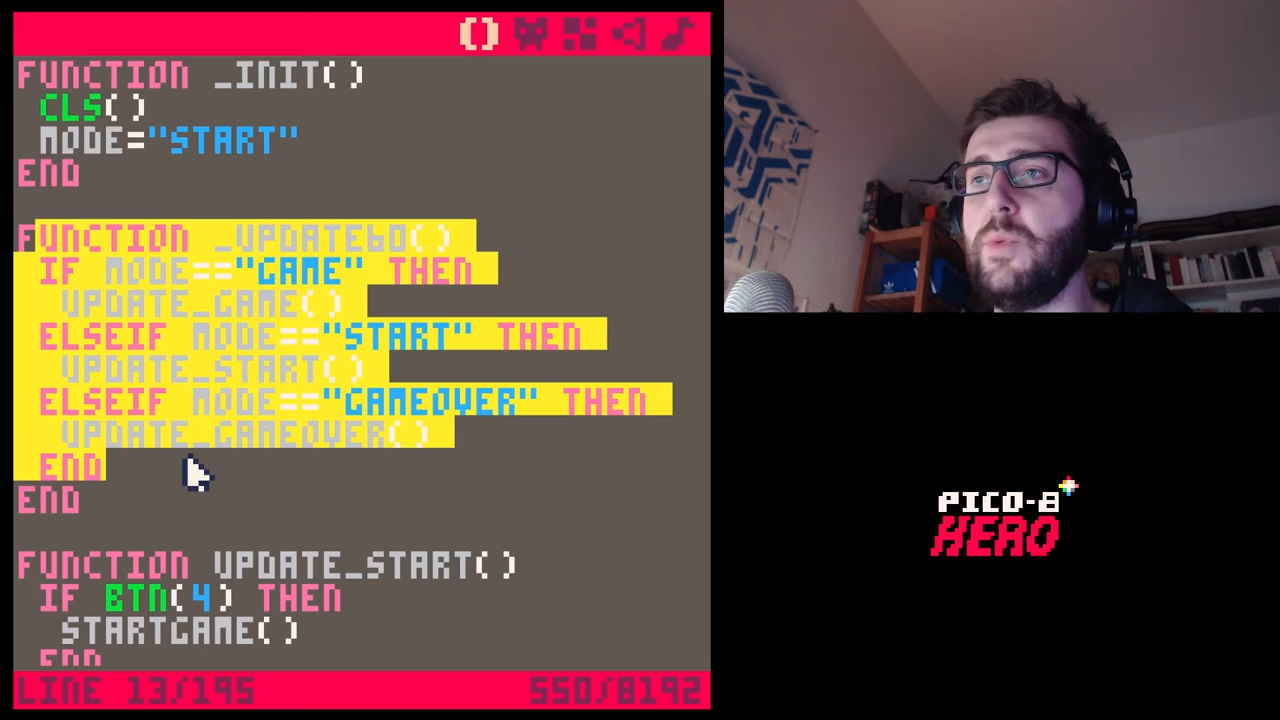 FUNCTION _INIT()
CLS()
MODE="START"
END
FUNCTION _UPDATE60()
IF MODE=="GAME" THEN
UPDATE_GAME()
ELSEIF MODE=="START" THEN
UPDATE_START()
ELSEIF MODE=="GAMEOVER" THEN
UPDATE_GAMEOVER()
END
END
FUNCTION UPDATE_START()
IF BTN(4) THEN
STARTGAME()
END
LINE 13/195
550/8192
PICO-8
HERO